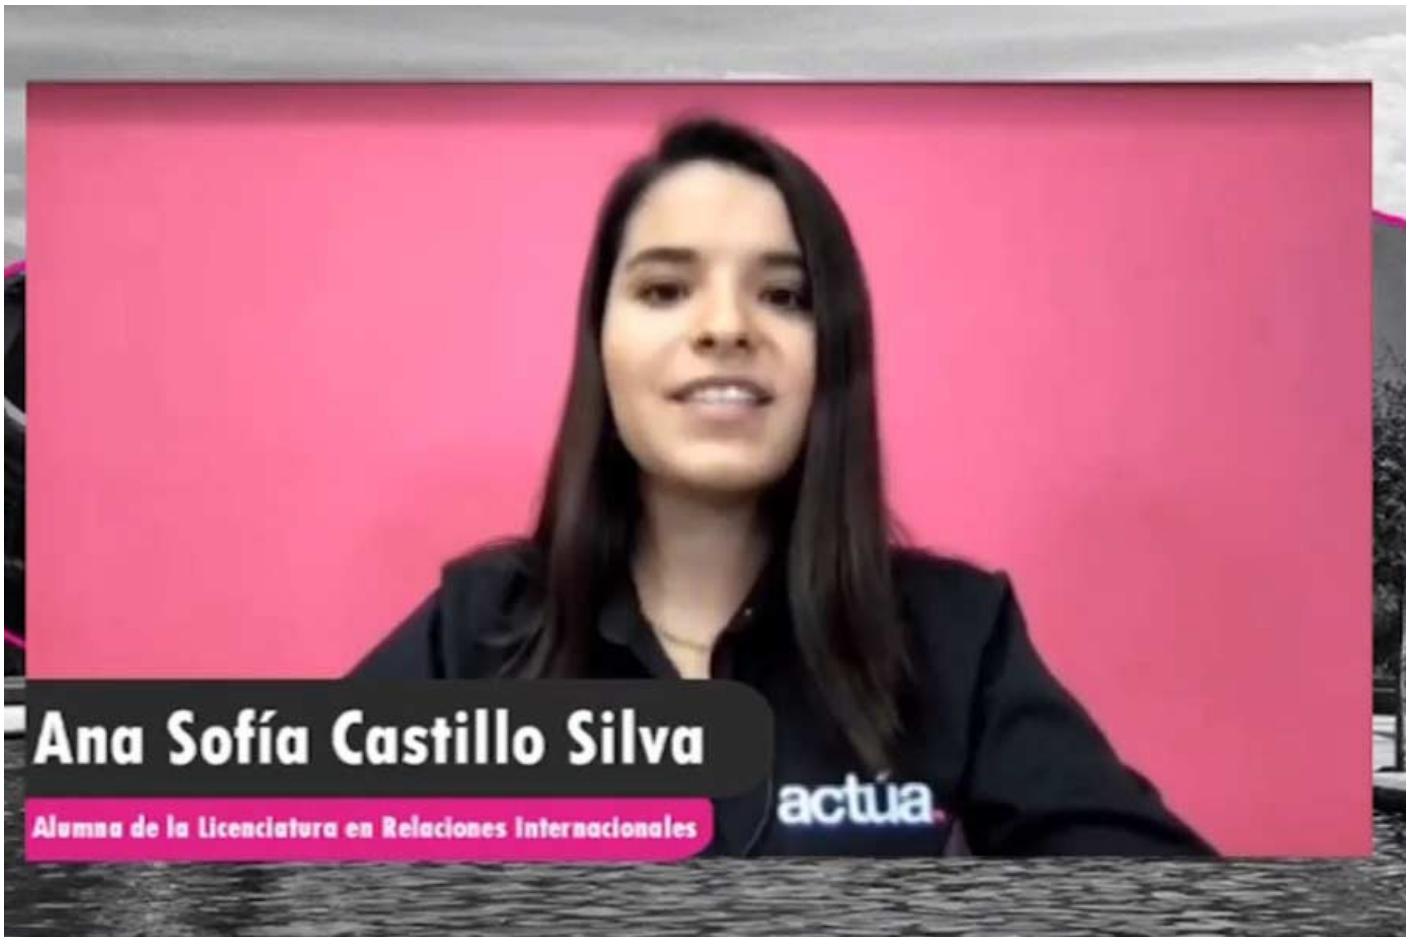 Ana Sofía Castillo Silva
Alumna de la Licenciatura en Relaciones Internacionales
actúa.